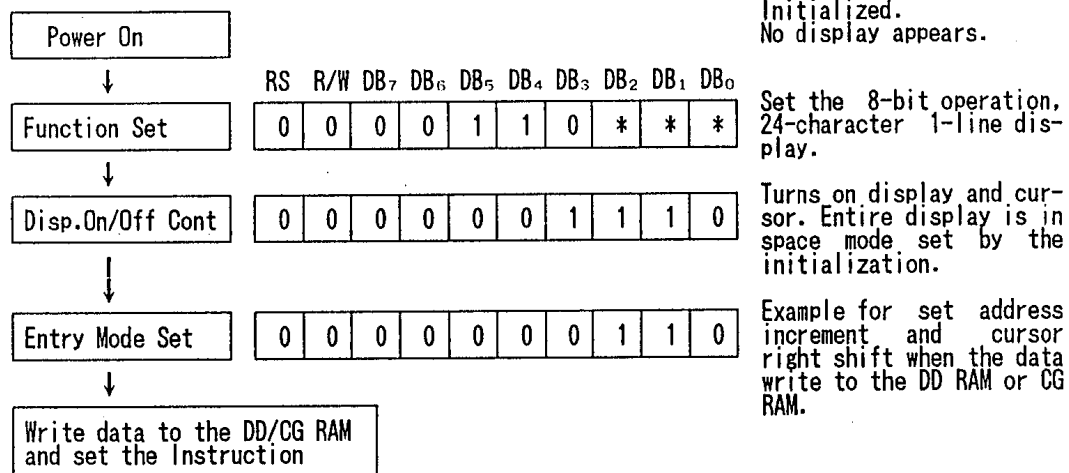 Initialized.
No display appears.
Power On
↓
RS R/W DB₇ DB₆ DB₅ DB₄ DB₃ DB₂ DB₁ DB₀
Function Set 0 0 0 0 1 1 0 * * *
Set the 8-bit operation,
24-character 1-line dis-
play.
↓
Disp.On/Off Cont 0 0 0 0 0 0 1 1 1 0
Turns on display and cur-
sor. Entire display is in
space mode set by the
initialization.
↓
Entry Mode Set 0 0 0 0 0 0 0 1 1 0
Example for set address
increment and cursor
right shift when the data
write to the DD RAM or CG
RAM.
↓
Write data to the DD/CG RAM
and set the Instruction